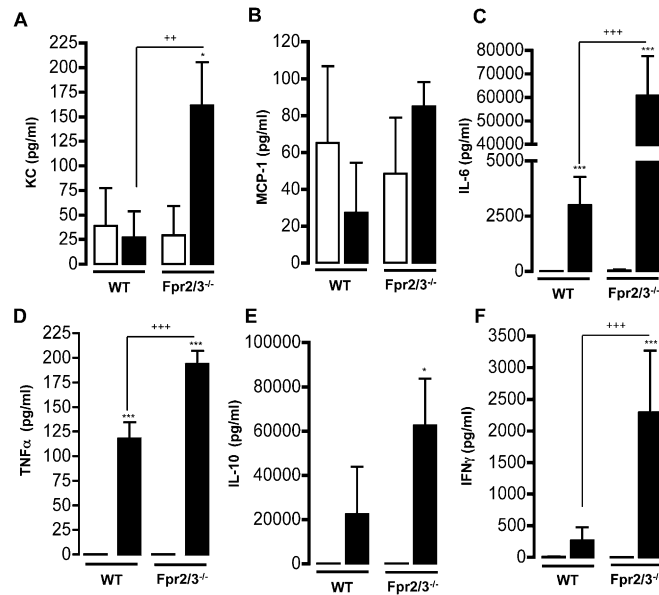 A
++
*
KC (pg/ml)
225
200
175
150
125
100
75
50
25
0
WT
Fpr2/3-/-
B
MCP-1 (pg/ml)
120
100
80
60
40
20
0
WT
Fpr2/3-/-
C
+++
***
***
IL-6 (pg/ml)
80000
70000
60000
50000
40000
30000
5000
2500
0
WT
Fpr2/3-/-
D
+++
***
***
TNFα (pg/ml)
225
200
175
150
125
100
75
50
25
0
WT
Fpr2/3-/-
E
*
IL-10 (pg/ml)
100000
80000
60000
40000
20000
0
WT
Fpr2/3-/-
F
+++
***
IFNγ (pg/ml)
3500
3000
2500
2000
1500
1000
500
0
WT
Fpr2/3-/-